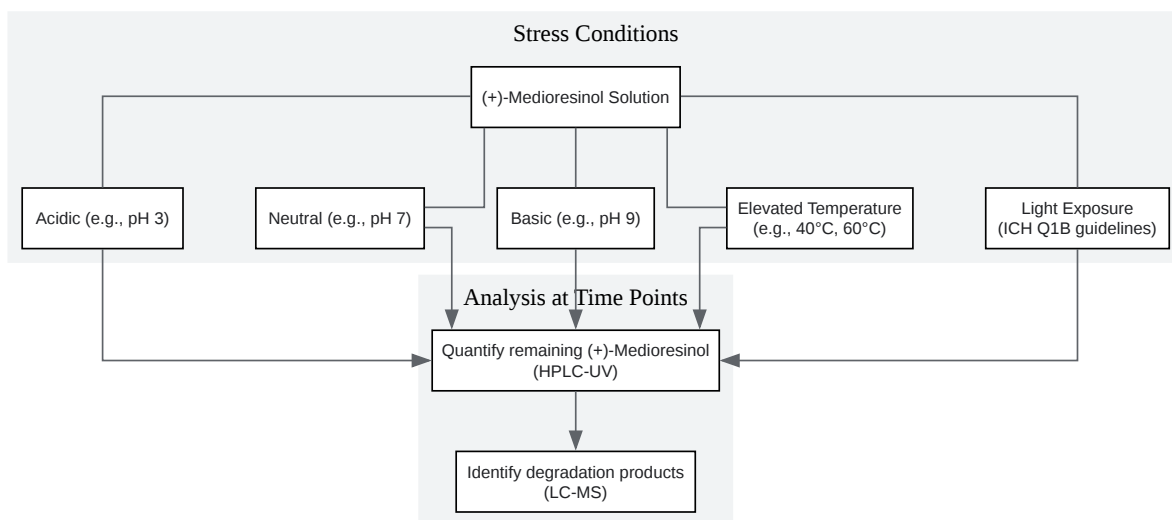 Stress Conditions
(+)-Medioresinol Solution
Acidic (e.g., pH 3)
Neutral (e.g., pH 7)
Basic (e.g., pH 9)
Elevated Temperature
(e.g., 40°C, 60°C)
Light Exposure
(ICH Q1B guidelines)
Analysis at Time Points
Quantify remaining (+)-Medioresinol
(HPLC-UV)
Identify degradation products
(LC-MS)